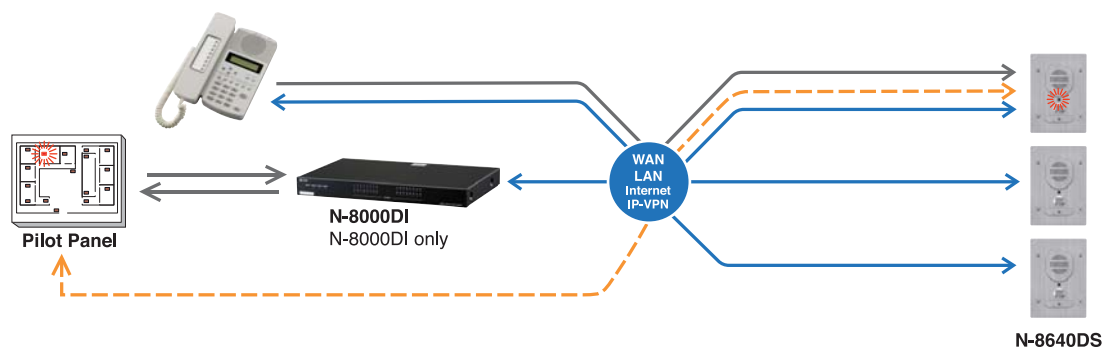 WAN
LAN
Internet
IP-VPN
N-8000DI
N-8000DI only
Pilot Panel
N-8640DS